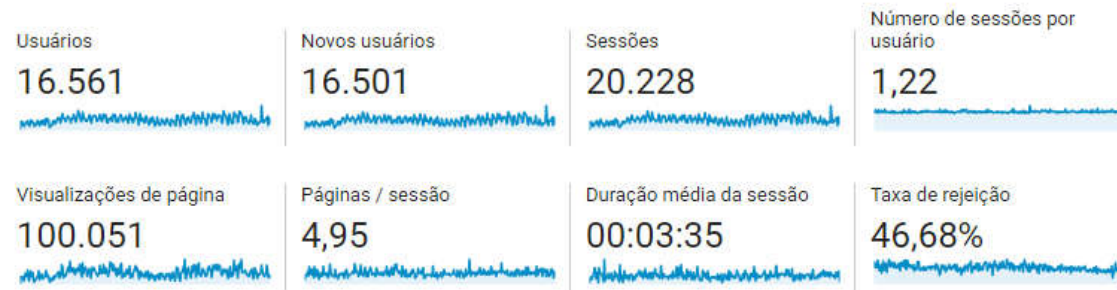 Usuários
16.561
Novos usuários
16.501
Sessões
20.228
Número de sessões por
usuário
1,22
Visualizações de página
100.051
Páginas / sessão
4,95
Duração média da sessão
00:03:35
Taxa de rejeição
46,68%